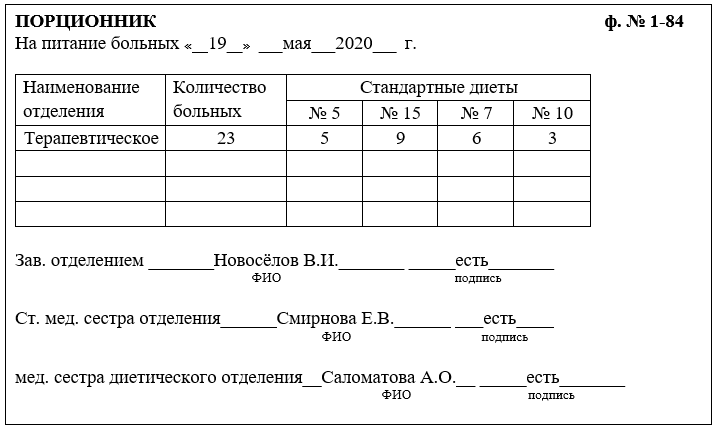 ПОРЦИОННИК ф. № 1-84
На питание больных «__19__» ___мая___2020___ г.
Наименование отделения Количество больных Стандартные диеты
№ 5 № 15 № 7 № 10
Терапевтическое 23 5 9 6 3
Зав. отделением _______Новосёлов В.И._______ _____есть_______
ФИО подпись
Ст. мед. сестра отделения______Смирнова Е.В.______ ___есть____
ФИО подпись
мед. сестра диетического отделения__Саломатова А.О.__ _____есть_______
ФИО подпись